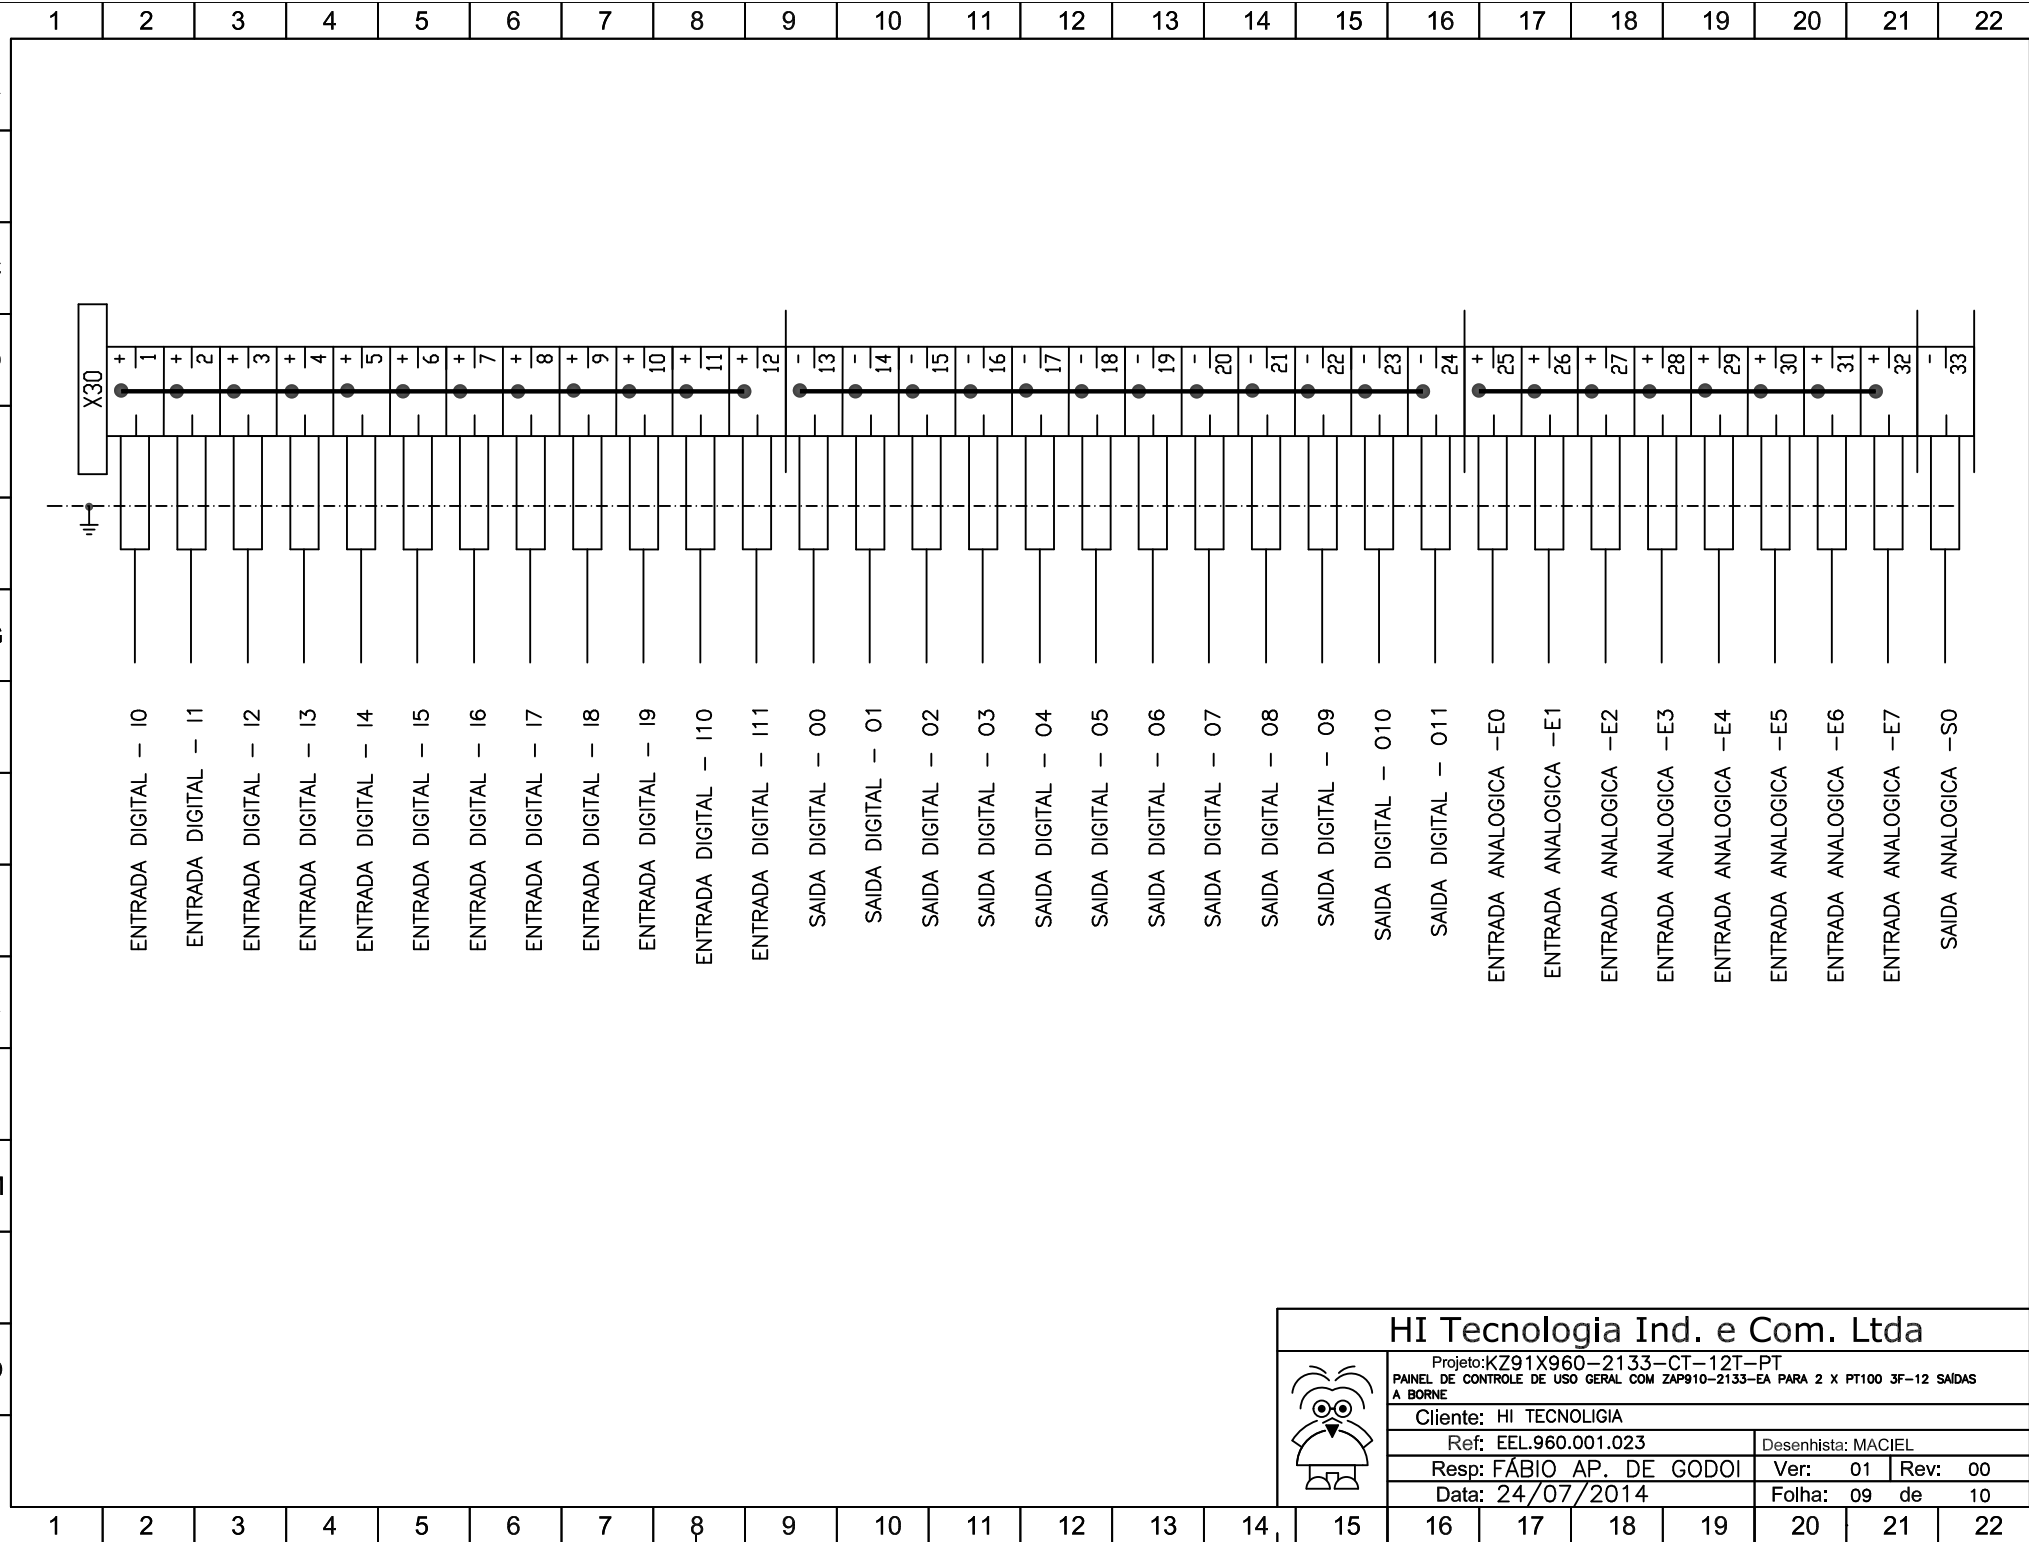 1 2 3 4 5 6 7 8 9 10 11 12 13 14 15 16 17 18 19 20 21 22
X30
+ 1 + 2 + 3 + 4 + 5 + 6 + 7 + 8 + 9 + 10 + 11 + 12 - 13 - 14 - 15 - 16 - 17 - 18 - 19 - 20 - 21 - 22 - 23 - 24 + 25 + 26 + 27 + 28 + 29 + 30 + 31 + 32 - 33
ENTRADA DIGITAL - I0
ENTRADA DIGITAL - I1
ENTRADA DIGITAL - I2
ENTRADA DIGITAL - I3
ENTRADA DIGITAL - I4
ENTRADA DIGITAL - I5
ENTRADA DIGITAL - I6
ENTRADA DIGITAL - I7
ENTRADA DIGITAL - I8
ENTRADA DIGITAL - I9
ENTRADA DIGITAL - I10
ENTRADA DIGITAL - I11
SAIDA DIGITAL - O0
SAIDA DIGITAL - O1
SAIDA DIGITAL - O2
SAIDA DIGITAL - O3
SAIDA DIGITAL - O4
SAIDA DIGITAL - O5
SAIDA DIGITAL - O6
SAIDA DIGITAL - O7
SAIDA DIGITAL - O8
SAIDA DIGITAL - O9
SAIDA DIGITAL - O10
SAIDA DIGITAL - O11
ENTRADA ANALOGICA -E0
ENTRADA ANALOGICA -E1
ENTRADA ANALOGICA -E2
ENTRADA ANALOGICA -E3
ENTRADA ANALOGICA -E4
ENTRADA ANALOGICA -E5
ENTRADA ANALOGICA -E6
ENTRADA ANALOGICA -E7
SAIDA ANALOGICA -S0
HI Tecnologia Ind. e Com. Ltda
Projeto:KZ91X960-2133-CT-12T-PT
PAINEL DE CONTROLE DE USO GERAL COM ZAP910-2133-EA PARA 2 X PT100 3F-12 SAÍDAS
A BORNE
Cliente: HI TECNOLIGIA
Ref: EEL.960.001.023 Desenhista: MACIEL
Resp: FÁBIO AP. DE GODOI Ver: 01 Rev: 00
Data: 24/07/2014 Folha: 09 de 10
1 2 3 4 5 6 7 8 9 10 11 12 13 14 15 16 17 18 19 20 21 22